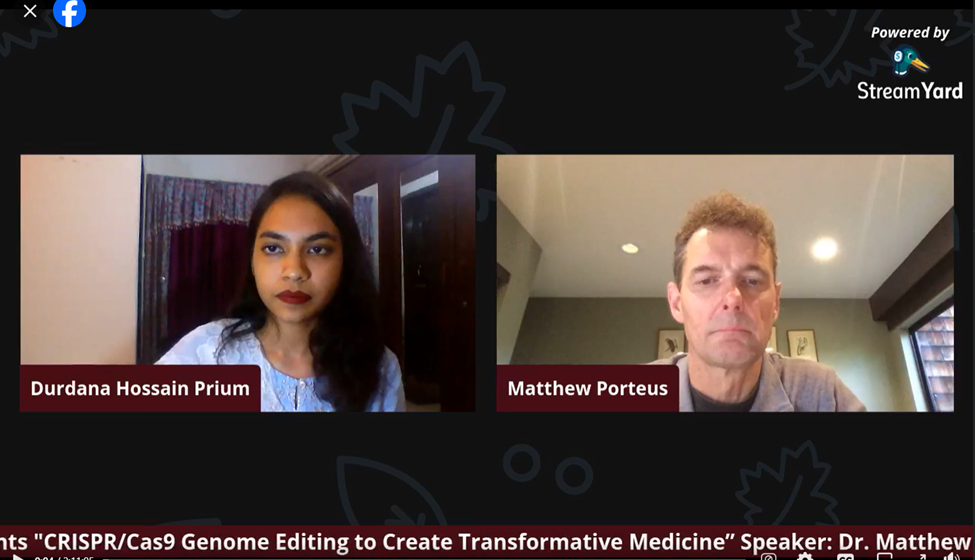 Powered by
StreamYard
Durdana Hossain Prium
Matthew Porteus
nts "CRISPR/Cas9 Genome Editing to Create Transformative Medicine” Speaker: Dr. Matthew